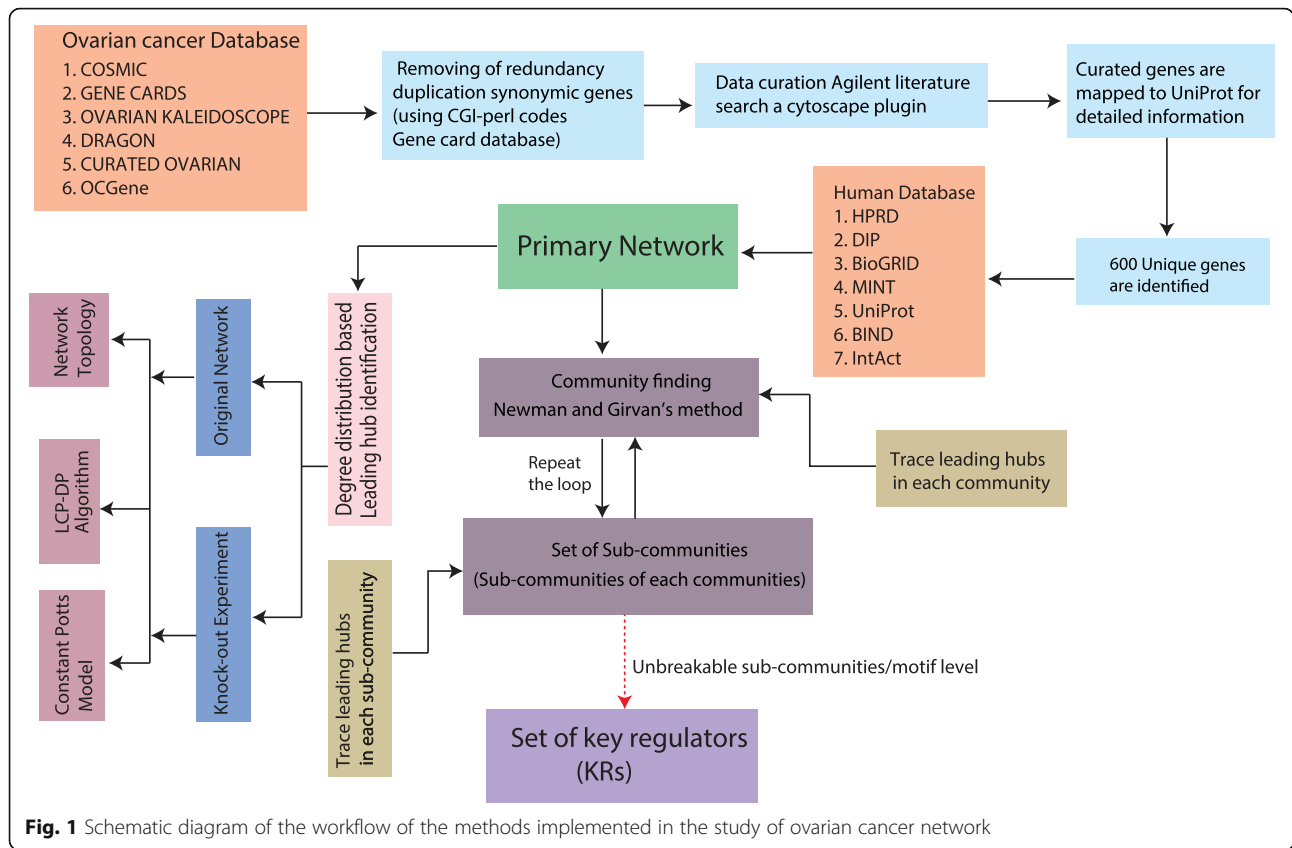 Ovarian cancer Database
1. COSMIC
2. GENE CARDS
3. OVARIAN KALEIDOSCOPE
4. DRAGON
5. CURATED OVARIAN
6. OCGene
Removing of redundancy
duplication synonymic genes
(using CGI-perl codes
Gene card database)
Data curation Agilent literature
search a cytoscape plugin
Curated genes are
mapped to UniProt for
detailed information
600 Unique genes
are identified
Human Database
1. HPRD
2. DIP
3. BioGRID
4. MINT
5. UniProt
6. BIND
7. IntAct
Primary Network
Degree distribution based
Leading hub identification
Original Network
Knock-out Experiment
Network
Topology
LCP-DP
Algorithm
Constant Potts
Model
Community finding
Newman and Girvan's method
Trace leading hubs
in each community
Repeat
the loop
Set of Sub-communities
(Sub-communities of each communities)
Trace leading hubs
in each sub-community
Unbreakable sub-communities/motif level
Set of key regulators
(KRs)
Fig. 1 Schematic diagram of the workflow of the methods implemented in the study of ovarian cancer network